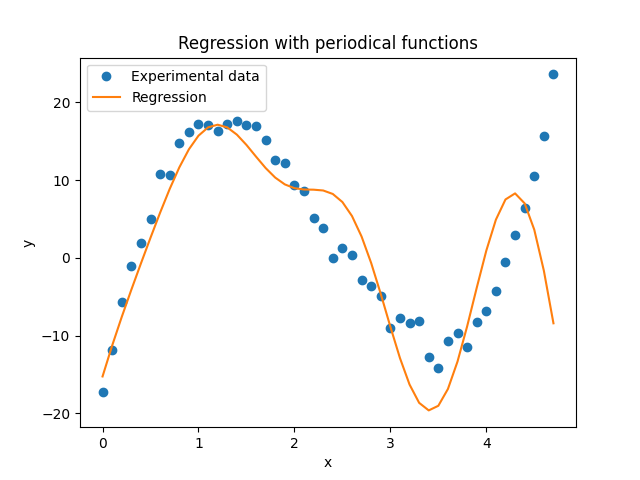 Regression with periodical functions
Experimental data
Regression
20
10
0
−10
−20
y
0 1 2 3 4
x